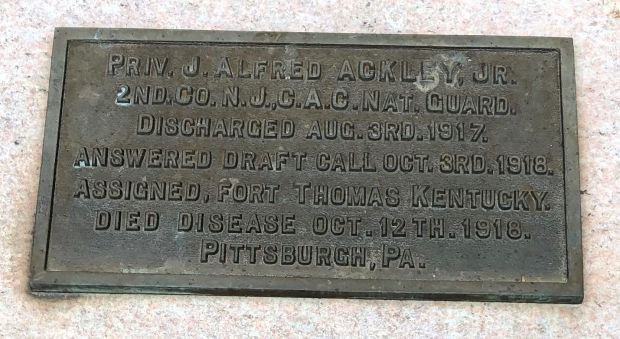 PRIV. J. ALFRED ACKLEY, JR.
2ND. CO. N. J., C. A. C. NAT. GUARD.
DISCHARGED AUG. 3RD. 1917.
ANSWERED DRAFT CALL OCT. 3RD. 1918.
ASSIGNED, FORT THOMAS KENTUCKY.
DIED DISEASE OCT. 12TH. 1918.
PITTSBURGH, PA.